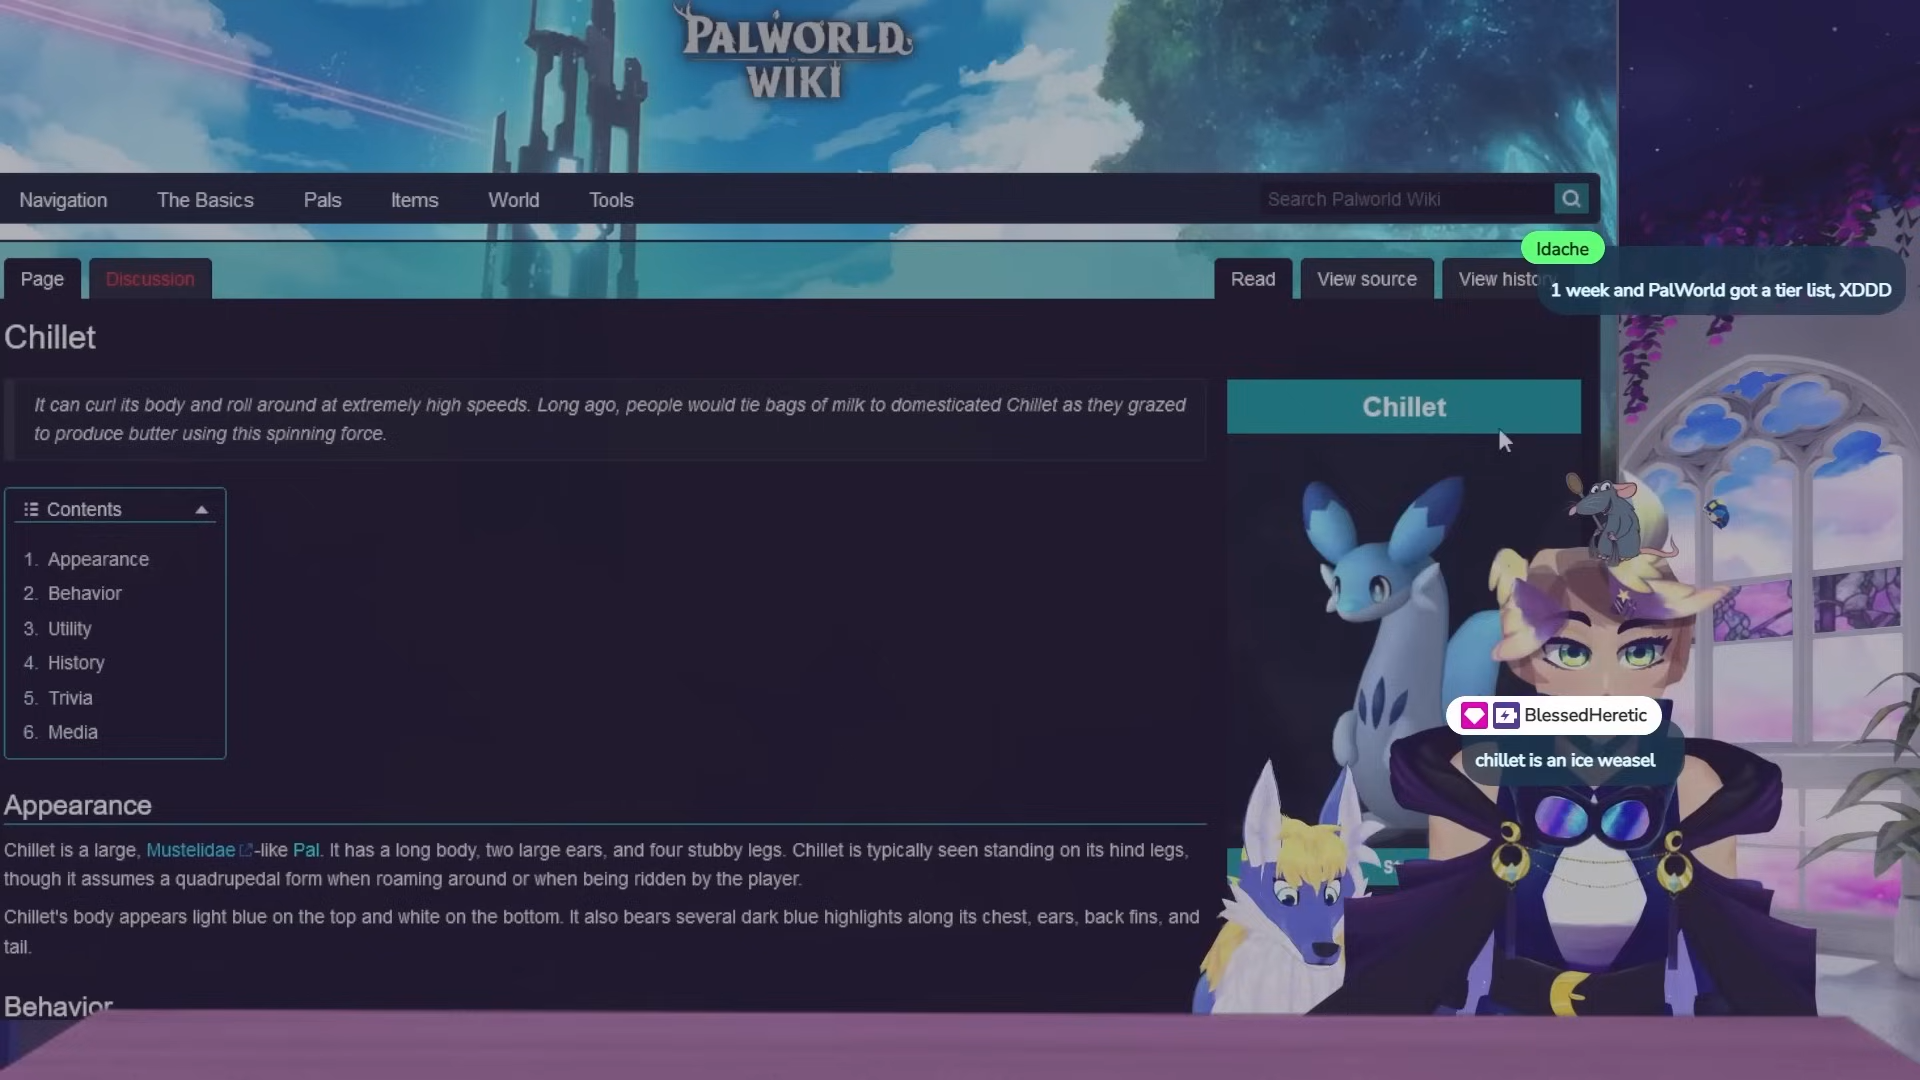 PALWORLD
WIKI
Navigation
The Basics
Pals
Items
World
Tools
Search Palworld Wiki
Idache
1 week and PalWorld got a tier list, XDDD
Page
Discussion
Read
View source
View history
Chillet
It can curl its body and roll around at extremely high speeds. Long ago, people would tie bags of milk to domesticated Chillet as they grazed
to produce butter using this spinning force.
Chillet
Contents
1. Appearance
2. Behavior
3. Utility
4. History
5. Trivia
6. Media
BlessedHeretic
chillet is an ice weasel
Appearance
Chillet is a large, Mustelidae-like Pal. It has a long body, two large ears, and four stubby legs. Chillet is typically seen standing on its hind legs,
though it assumes a quadrupedal form when roaming around or when being ridden by the player.
Chillet's body appears light blue on the top and white on the bottom. It also bears several dark blue highlights along its chest, ears, back fins, and
tail.
Behavior